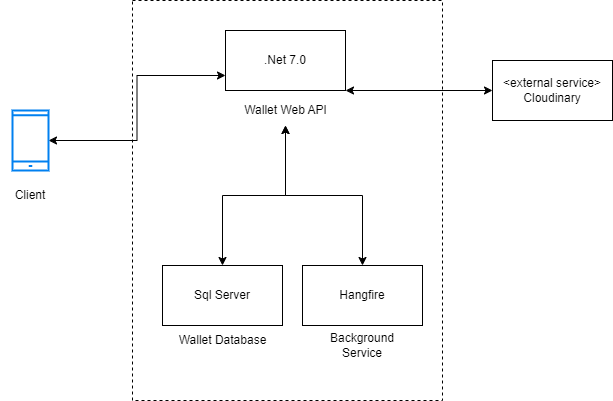 .Net 7.0
Wallet Web API
<external service>
Cloudinary
Client
Sql Server
Wallet Database
Hangfire
Background
Service